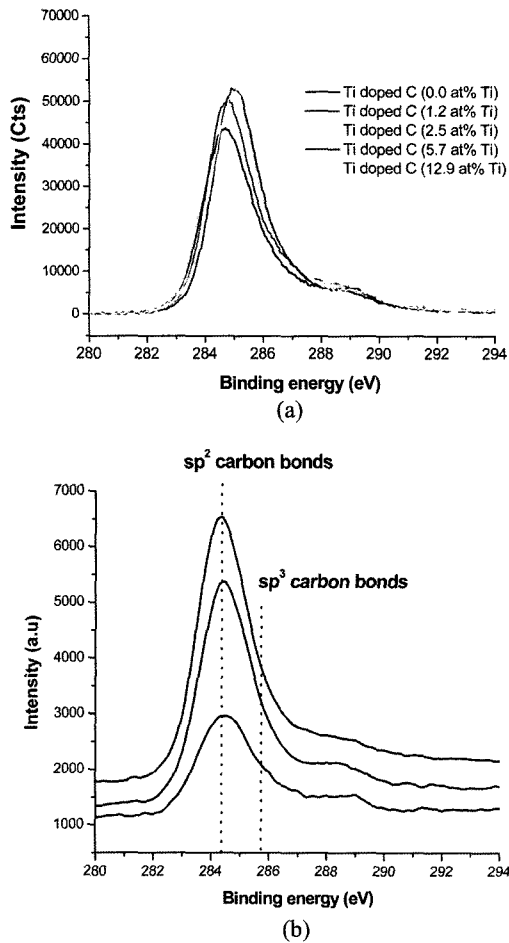 70000
60000
50000
40000
30000
20000
10000
0
Intensity (Cts)
Ti doped C (0.0 at% Ti)
Ti doped C (1.2 at% Ti)
Ti doped C (2.5 at% Ti)
Ti doped C (5.7 at% Ti)
Ti doped C (12.9 at% Ti)
280 282 284 286 288 290 292 294
Binding energy (eV)
(a)
sp² carbon bonds
sp³ carbon bonds
7000
6000
5000
4000
3000
2000
1000
Intensity (a.u)
280 282 284 286 288 290 292 294
Binding energy (eV)
(b)